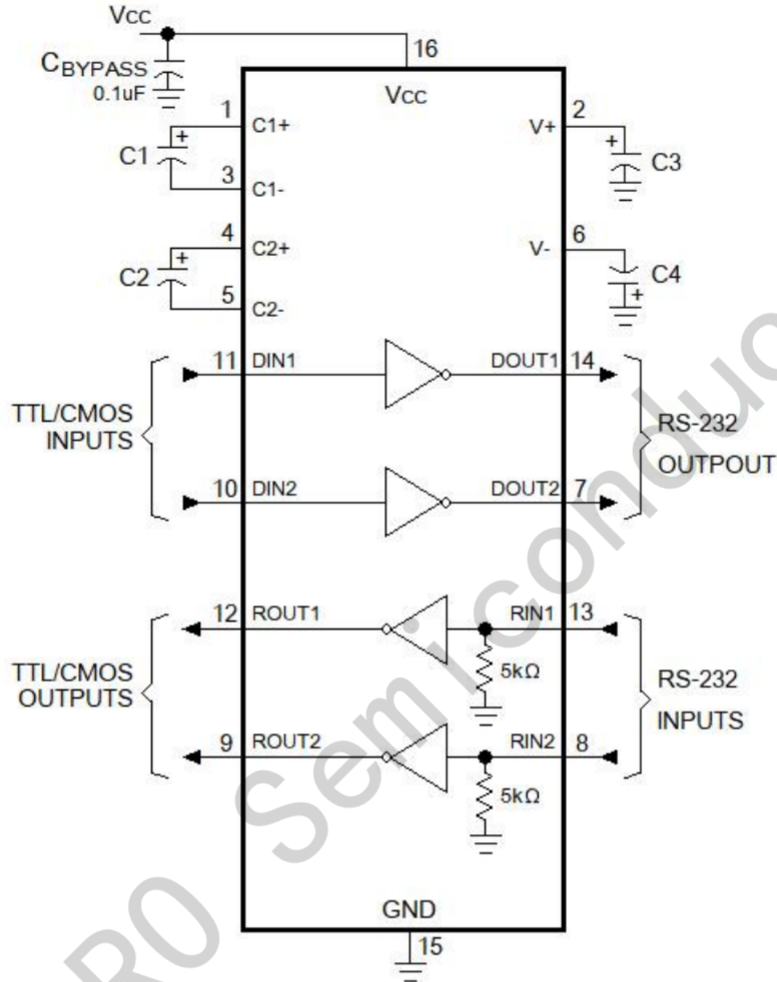 Vcc
CBYPASS
0.1uF
16
Vcc
1
C1+
C1
3
C1-
2
V+
C3
4
C2+
C2
5
C2-
6
V-
C4
11 DIN1
DOUT1 14
TTL/CMOS
INPUTS
RS-232
OUTPOUT
10 DIN2
DOUT2 7
12 ROUT1
RIN1 13
5kΩ
TTL/CMOS
OUTPUTS
RS-232
INPUTS
9 ROUT2
RIN2 8
5kΩ
GND
15
Semiconduc